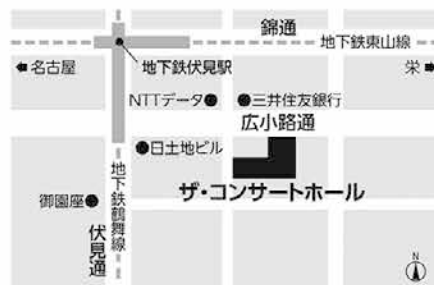 錦通
地下鉄東山線
名古屋
地下鉄伏見駅
栄
NTTデータ
三井住友銀行
広小路通
日土地ビル
ザ・コンサートホール
御園座
地下鉄鶴舞線
伏見通
N